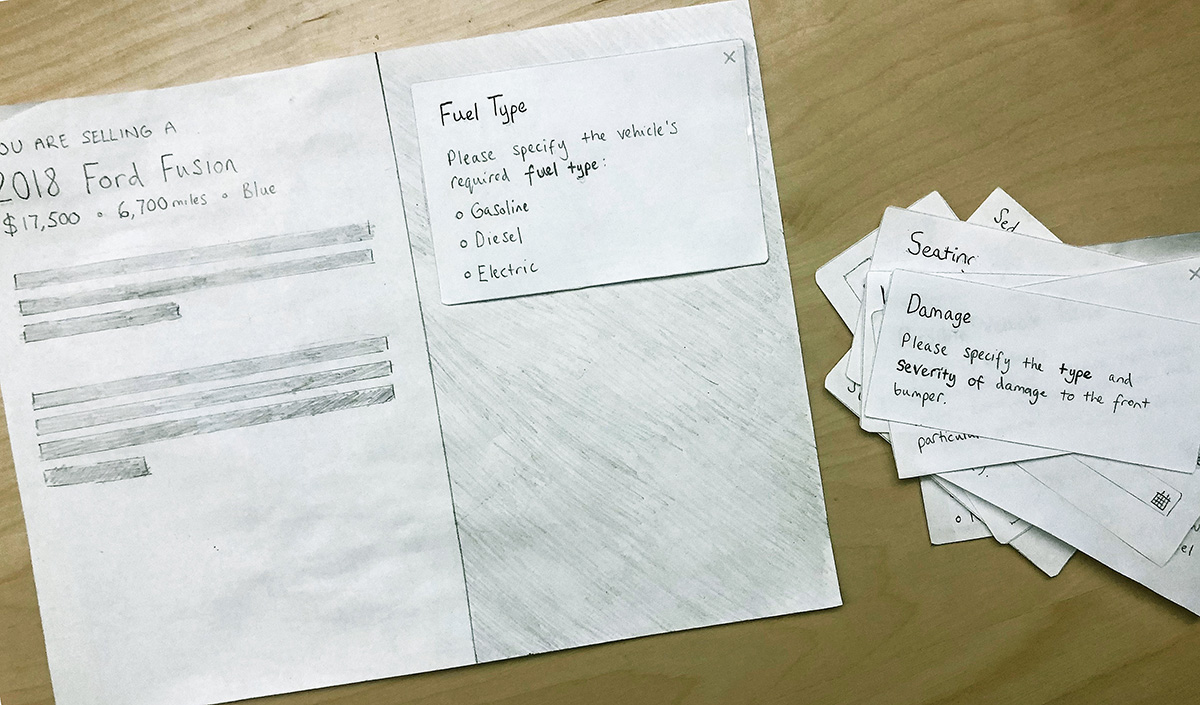 OU ARE SELLING A
2018 Ford Fusion
$17,500 • 6,700 miles • Blue
Fuel Type
Please specify the vehicle's
required fuel type:
Gasoline
Diesel
Electric
Sed
Seating
Damage
Please specify the type and
severity of damage to the front
bumper.
particular